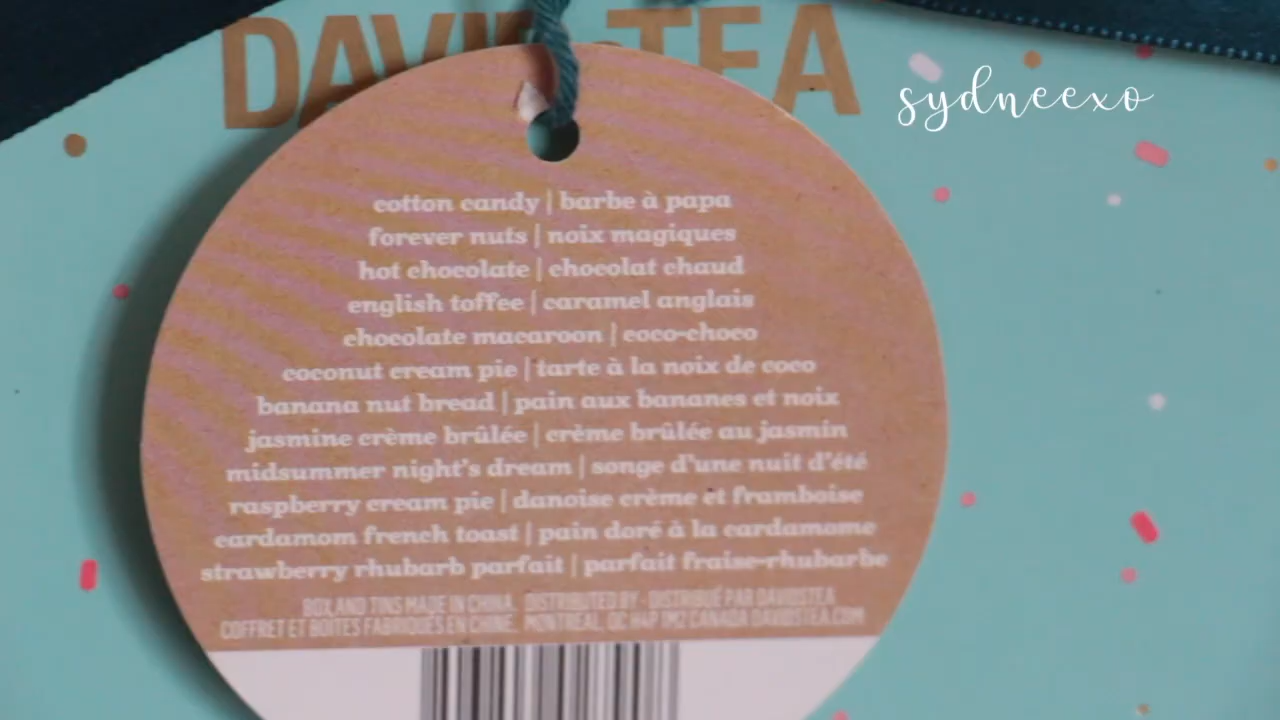 DAVIDSTEA
sydneexo
cotton candy | barbe à papa
forever nuts | noix magiques
hot chocolate | chocolat chaud
english toffee | caramel anglais
chocolate macaroon | coco-choco
coconut cream pie | tarte à la noix de coco
banana nut bread | pain aux bananes et noix
jasmine crème brûlée | crème brûlée au jasmin
midsummer night's dream | songe d'une nuit d'été
raspberry cream pie | danoise crème et framboise
cardamom french toast | pain doré à la cardamome
strawberry rhubarb parfait | parfait fraise-rhubarbe
BOX AND TINS MADE IN CHINA. DISTRIBUTED BY - DISTRIBUÉ PAR DAVIDSTEA
COFFRET ET BOÎTES FABRIQUÉS EN CHINE. MONTRÉAL, QC H4P 1M2 CANADA DAVIDSTEA.COM